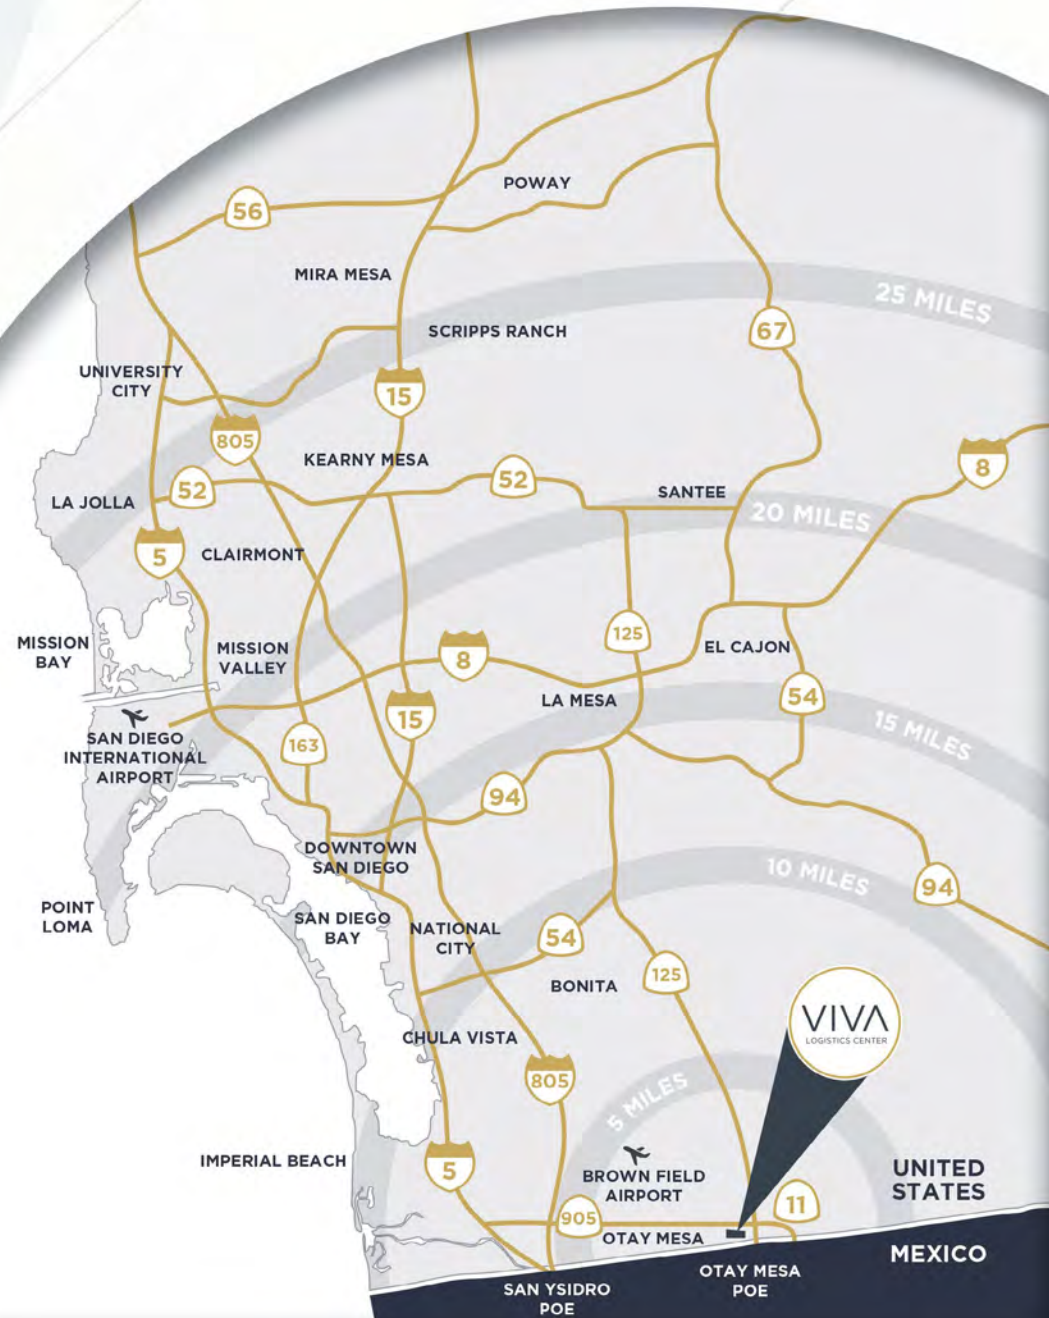 POWAY
56
MIRA MESA
25 MILES
SCRIPPS RANCH
67
UNIVERSITY
CITY
15
805
KEARNY MESA
8
52
52
SANTEE
LA JOLLA
20 MILES
5
CLAIRMONT
125
MISSION
BAY
MISSION
VALLEY
8
EL CAJON
LA MESA
54
15
15 MILES
SAN DIEGO
INTERNATIONAL
AIRPORT
163
94
DOWNTOWN
SAN DIEGO
10 MILES
94
POINT
LOMA
SAN DIEGO
BAY
NATIONAL
CITY
54
125
BONITA
VIVA
LOGISTICS CENTER
CHULA VISTA
805
5 MILES
IMPERIAL BEACH
5
BROWN FIELD
AIRPORT
UNITED
STATES
11
905
OTAY MESA
MEXICO
OTAY MESA
POE
SAN YSIDRO
POE